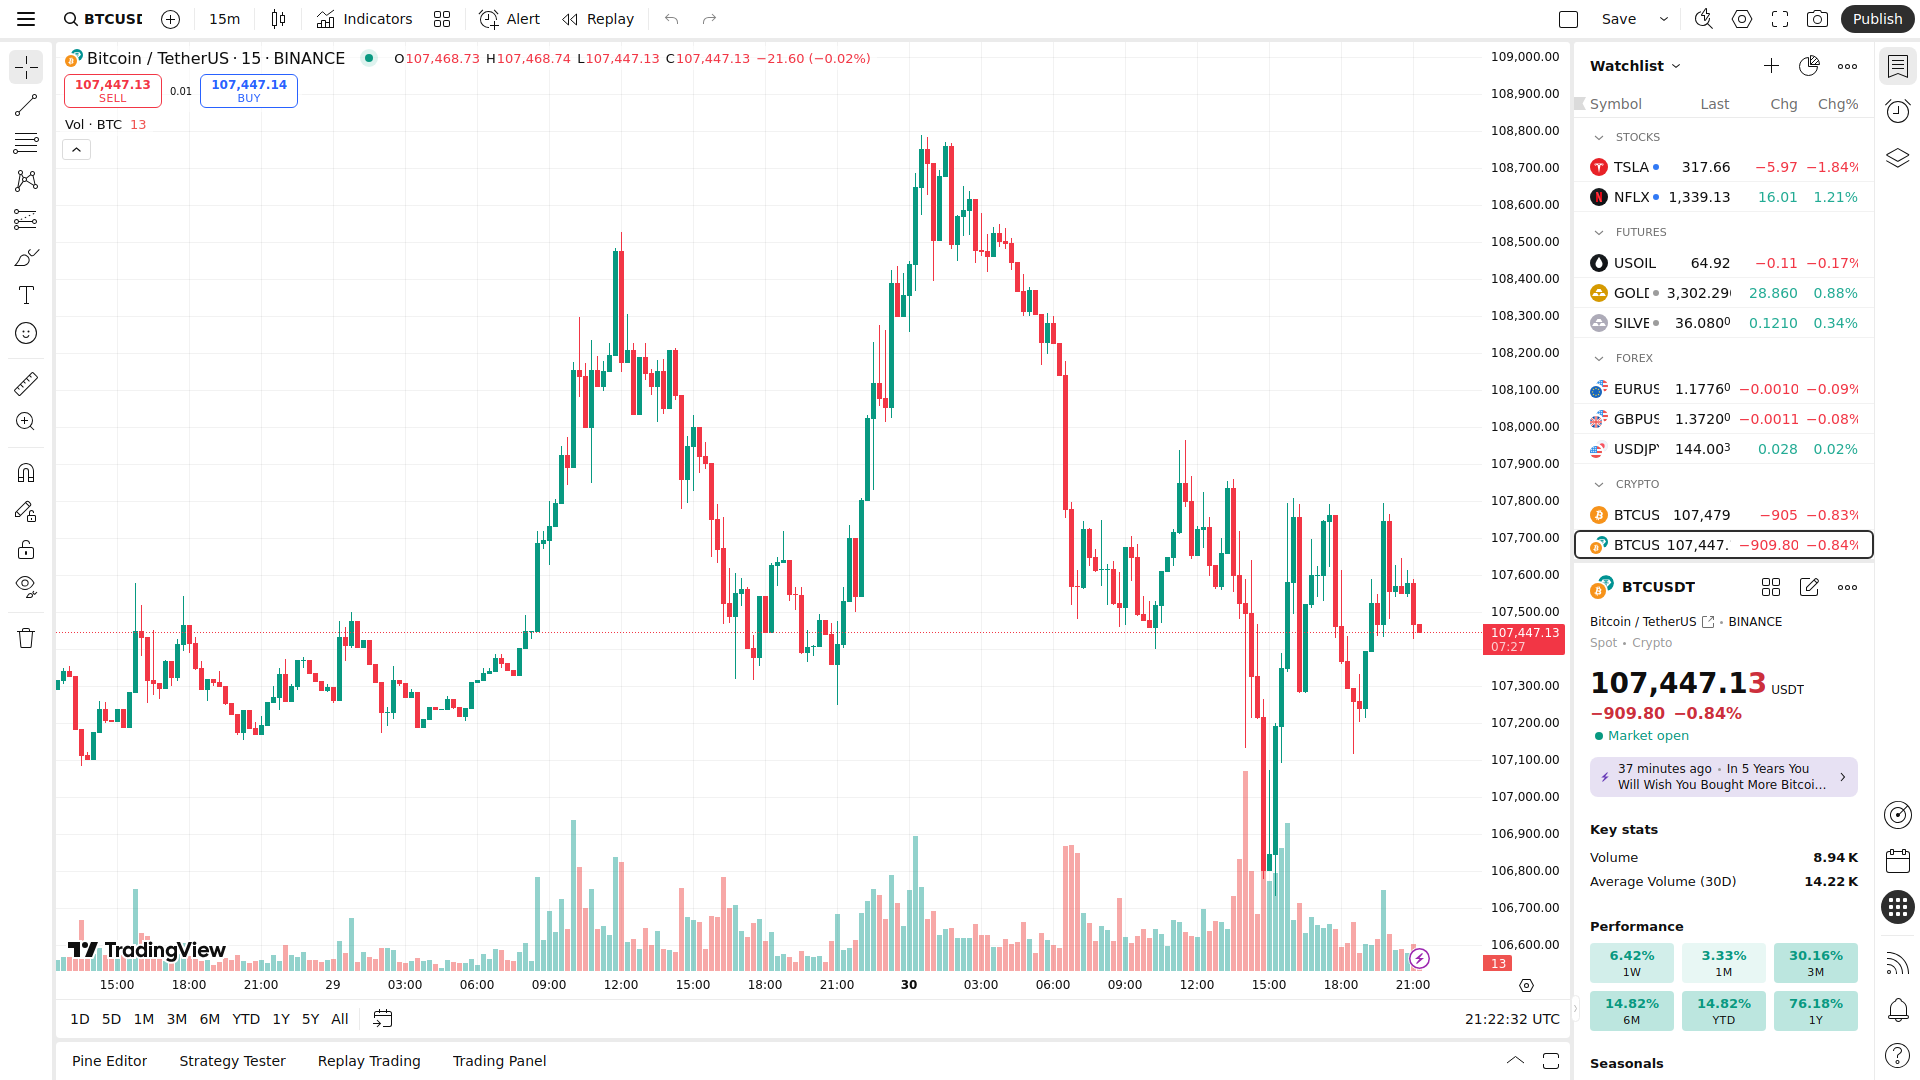 BTCUSD
15m
Indicators
Alert
Replay
Save
Publish
Bitcoin / TetherUS · 15 · BINANCE
O107,468.73 H108,468.74 L107,447.13 C107,447.13 −21.60 (−0.02%)
107,447.13
SELL
0.01
107,447.14
BUY
Vol · BTC 13
109,000.00
108,900.00
108,800.00
108,700.00
108,600.00
108,500.00
108,400.00
108,300.00
108,200.00
108,100.00
108,000.00
107,900.00
107,800.00
107,700.00
107,600.00
107,500.00
107,447.13
07:27
107,300.00
107,200.00
107,100.00
107,000.00
106,900.00
106,800.00
106,700.00
106,600.00
13
TradingView
15:00 18:00 21:00 29 03:00 06:00 09:00 12:00 15:00 18:00 21:00 30 03:00 06:00 09:00 12:00 15:00 18:00 21:00
1D 5D 1M 3M 6M YTD 1Y 5Y All
21:22:32 UTC
Pine Editor Strategy Tester Replay Trading Trading Panel
Watchlist
Symbol Last Chg Chg%
STOCKS
TSLA 317.66 −5.97 −1.84%
NFLX 1,339.13 16.01 1.21%
FUTURES
USOIL 64.92 −0.11 −0.17%
GOLD 3,302.290 28.860 0.88%
SILVE 36.0800 0.1210 0.34%
FOREX
EURUS 1.17760 −0.0010 −0.09%
GBPUS 1.37200 −0.0011 −0.08%
USDJPY 144.003 0.028 0.02%
CRYPTO
BTCUS 107,479 −905 −0.83%
BTCUS 107,447. −909.80 −0.84%
BTCUSDT
Bitcoin / TetherUS • BINANCE
Spot • Crypto
107,447.13 USDT
−909.80 −0.84%
Market open
37 minutes ago • In 5 Years You
Will Wish You Bought More Bitcoi...
Key stats
Volume 8.94 K
Average Volume (30D) 14.22 K
Performance
6.42%
1W
3.33%
1M
30.16%
3M
14.82%
6M
14.82%
YTD
76.18%
1Y
Seasonals